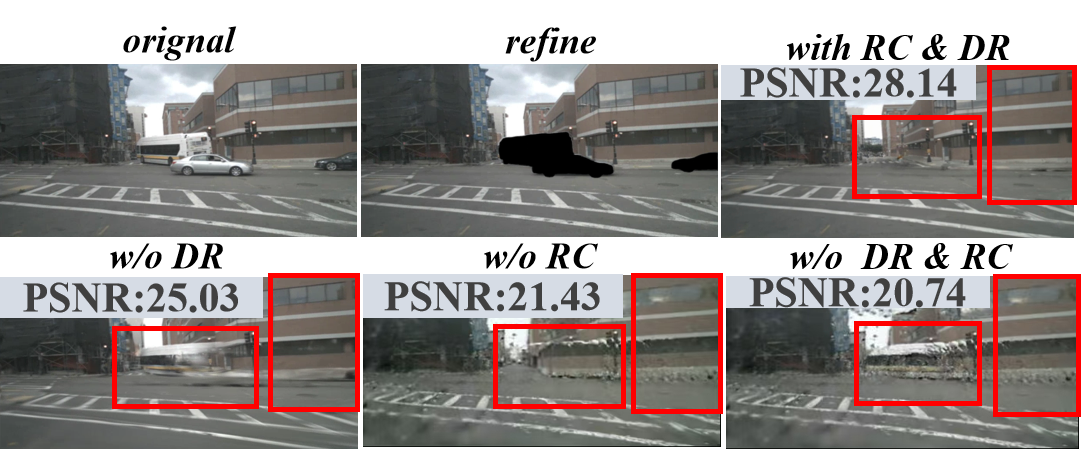 orignal
refine
with RC & DR
PSNR:28.14
w/o DR
w/o RC
w/o DR & RC
PSNR:25.03
PSNR:21.43
PSNR:20.74